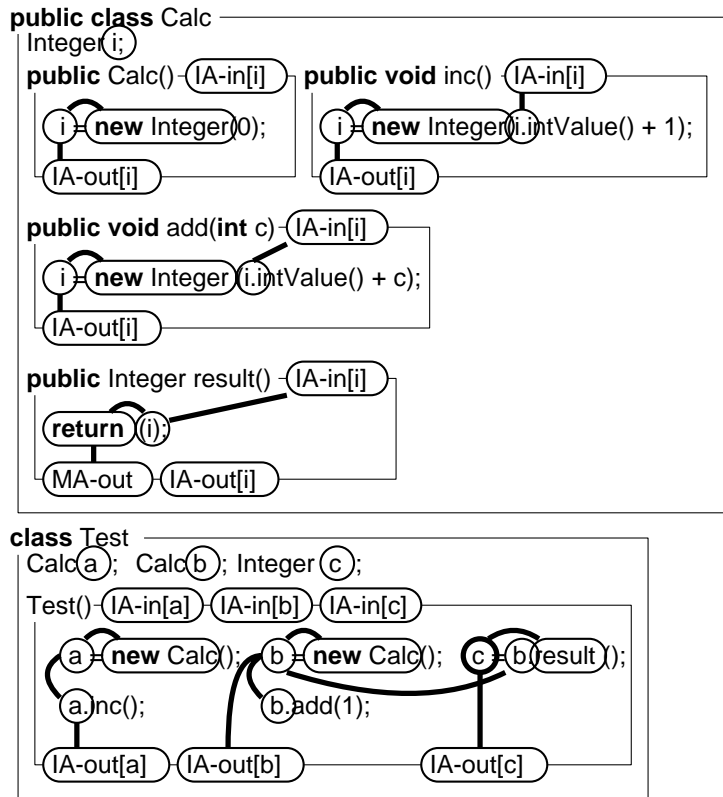 public class Calc
Integer i;
public Calc() IA-in[i]
i = new Integer(0);
IA-out[i]
public void inc() IA-in[i]
i = new Integer(i.intValue() + 1);
IA-out[i]
public void add(int c) IA-in[i]
i = new Integer (i.intValue() + c);
IA-out[i]
public Integer result() IA-in[i]
return (i);
MA-out IA-out[i]
class Test
Calc a; Calc b; Integer c;
Test() IA-in[a] IA-in[b] IA-in[c]
a = new Calc(); b = new Calc(); c = b.result();
a.inc(); b.add(1);
IA-out[a] IA-out[b] IA-out[c]